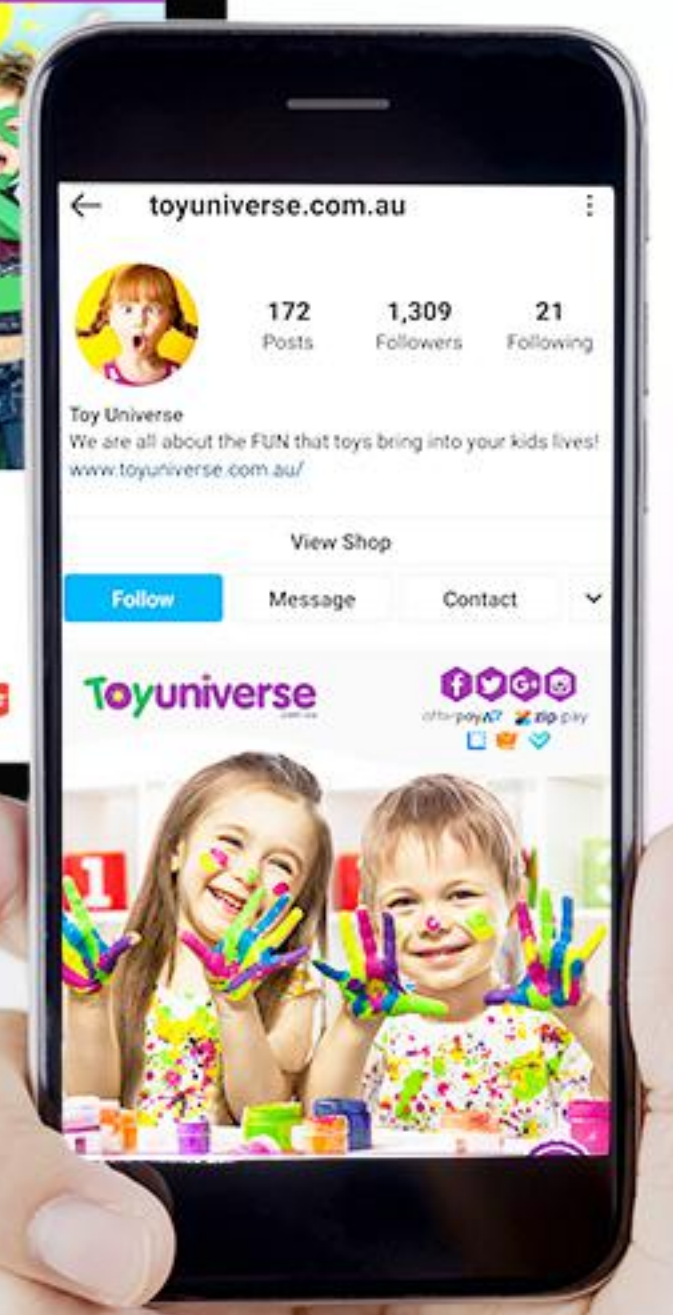 toyuniverse.com.au
172 1,309 21
Posts Followers Following
Toy Universe
We are all about the FUN that toys bring into your kids lives!
www.toyuniverse.com.au/
View Shop
Follow Message Contact
Toyuniverse
afterpay zip pay
1